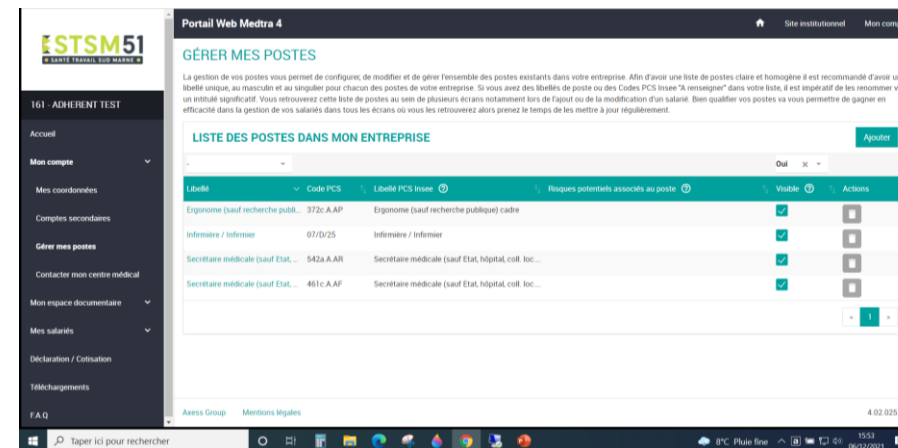 Portail Web Medtra 4
Site institutionnel
Mon comp
ESTSM51
SANTÉ TRAVAIL SUD MARNE
161 - ADHERENT TEST
Accueil
Mon compte
Mes coordonnées
Comptes secondaires
Gérer mes postes
Contacter mon centre médical
Mon espace documentaire
Mes salariés
Déclaration / Cotisation
Téléchargements
F.A.Q
GÉRER MES POSTES
La gestion de vos postes vous permet de configurer, de modifier et de gérer l'ensemble des postes existants dans votre entreprise. Afin d'avoir une liste de postes claire et homogène il est recommandé d'avoir un
libellé unique, au masculin et au singulier pour chacun des postes de votre entreprise. Si vous avez des libellés de poste ou des Codes PCS Insee "A renseigner" dans votre liste, il est impératif de les renommer v
un intitulé significatif. Vous retrouverez cette liste de postes au sein de plusieurs écrans notamment lors de l'ajout ou de la modification d'un salarié. Bien qualifier vos postes va vous permettre de gagner en
efficacité dans la gestion de vos salariés dans tous les écrans où vous les retrouverez alors prenez le temps de les mettre à jour régulièrement.
LISTE DES POSTES DANS MON ENTREPRISE
Ajouter
- Oui x
Libellé Code PCS Libellé PCS Insee Risques potentiels associés au poste Visible Actions
Ergonome (sauf recherche publi... 372c.A.AP Ergonome (sauf recherche publique) cadre
Infirmière / Infirmier 07/D/25 Infirmière / Infirmier
Secrétaire médicale (sauf Etat, ... 542a.A.AR Secrétaire médicale (sauf Etat, hôpital, coll. loc...
Secrétaire médicale (sauf Etat, ... 461c.A.AF Secrétaire médicale (sauf Etat, hôpital, coll. loc...
« 1 »
Axess Group Mentions légales
4.02.025
Taper ici pour rechercher
8°C Pluie fine
15:53
06/12/2021